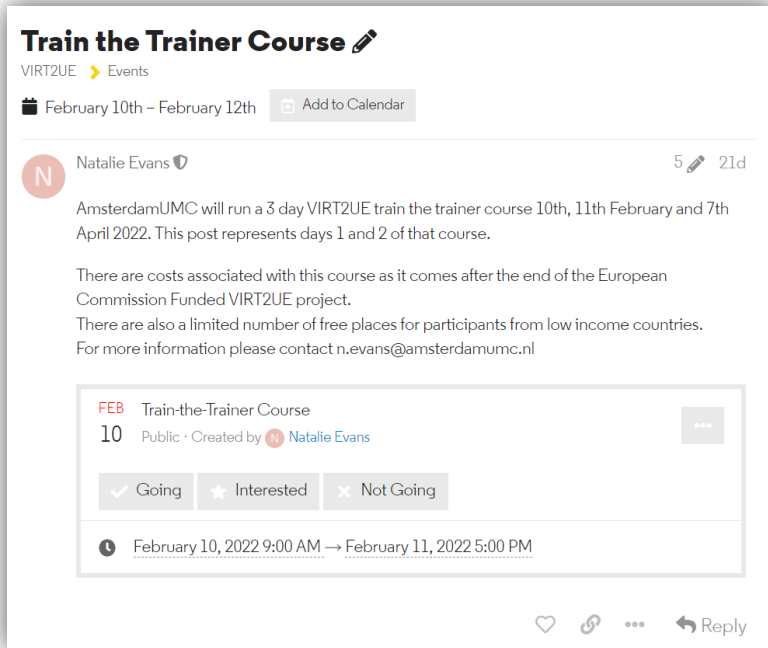 Train the Trainer Course
VIRT2UE Events
February 10th – February 12th Add to Calendar
N Natalie Evans 5 21d
AmsterdamUMC will run a 3 day VIRT2UE train the trainer course 10th, 11th February and 7th
April 2022. This post represents days 1 and 2 of that course.
There are costs associated with this course as it comes after the end of the European
Commission Funded VIRT2UE project.
There are also a limited number of free places for participants from low income countries.
For more information please contact n.evans@amsterdamumc.nl
FEB Train-the-Trainer Course
10 Public · Created by N Natalie Evans
Going Interested Not Going
February 10, 2022 9:00 AM → February 11, 2022 5:00 PM
Reply